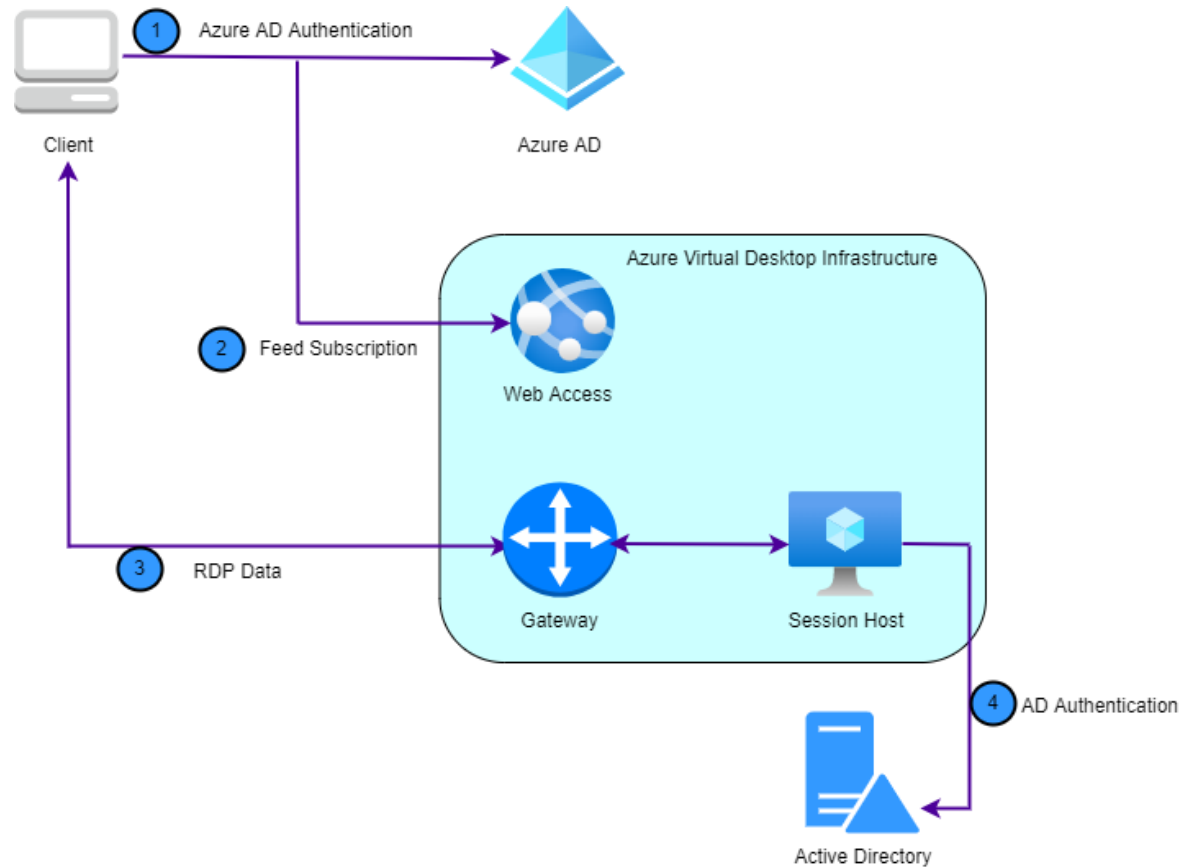 1
Azure AD Authentication
Client
Azure AD
Azure Virtual Desktop Infrastructure
2
Feed Subscription
Web Access
3
RDP Data
Gateway
Session Host
4
AD Authentication
Active Directory